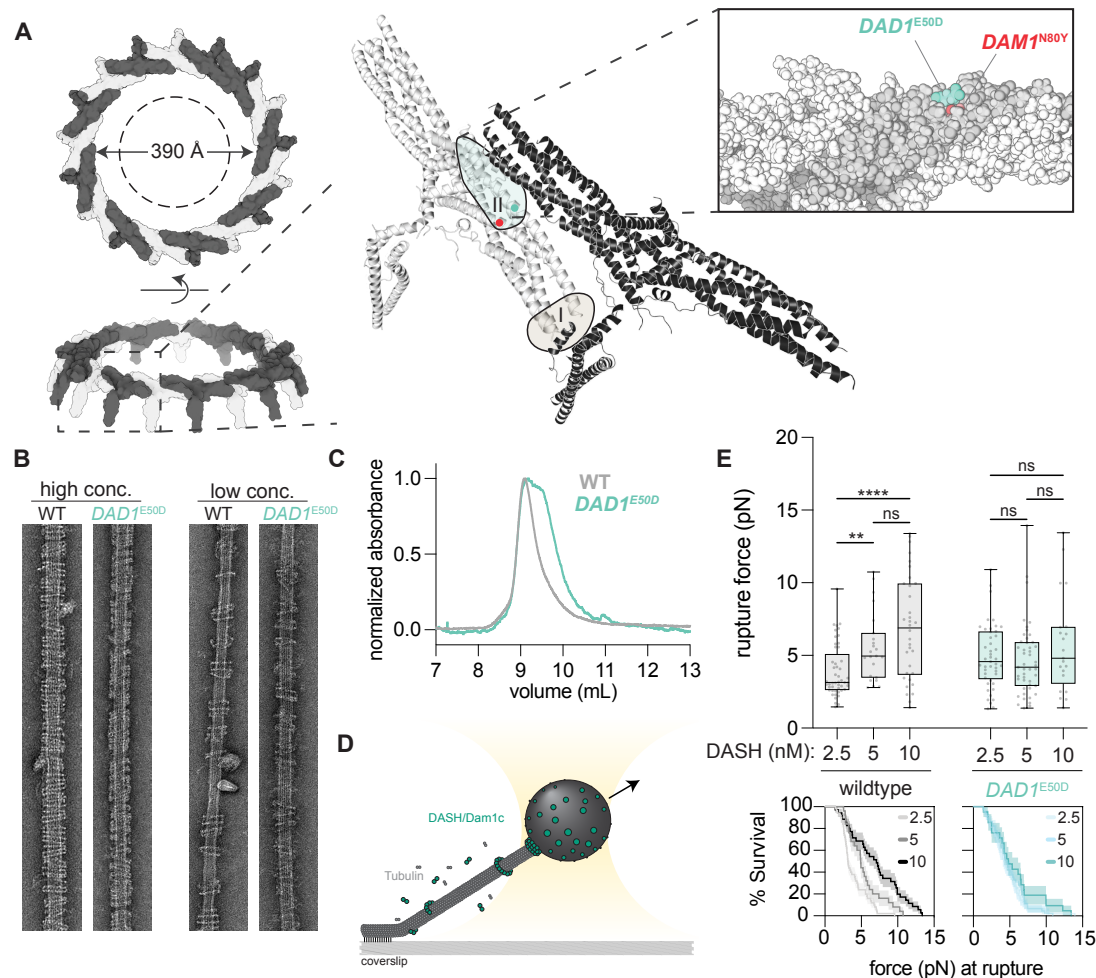 A
390 Å
II
I
DAD1E50D
DAM1N80Y
B
high conc.
low conc.
WT
DAD1E50D
WT
DAD1E50D
C
normalized absorbance
1.0
0.5
0.0
7 8 9 10 11 12 13
volume (mL)
WT
DAD1E50D
D
DASH/Dam1c
Tubulin
coverslip
E
rupture force (pN)
20
15
10
5
0
****
**
ns
ns
ns
ns
DASH (nM): 2.5 5 10 2.5 5 10
wildtype
DAD1E50D
% Survival
100
80
60
40
20
0
2.5
5
10
2.5
5
10
0 5 10 15
0 5 10 15
force (pN) at rupture